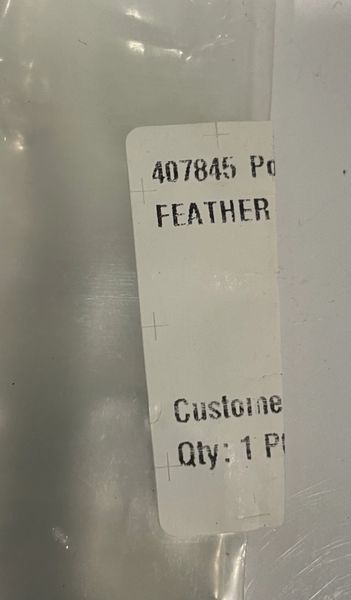 407845 Po
FEATHER
Custome
Qty: 1 P